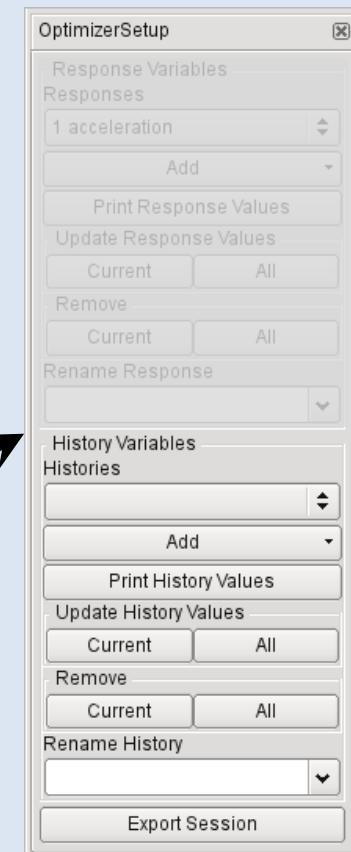 OptimizerSetup
Response Variables
Responses
1 acceleration
Add
Print Response Values
Update Response Values
Current All
Remove
Current All
Rename Response
History Variables
Histories
Add
Print History Values
Update History Values
Current All
Remove
Current All
Rename History
Export Session